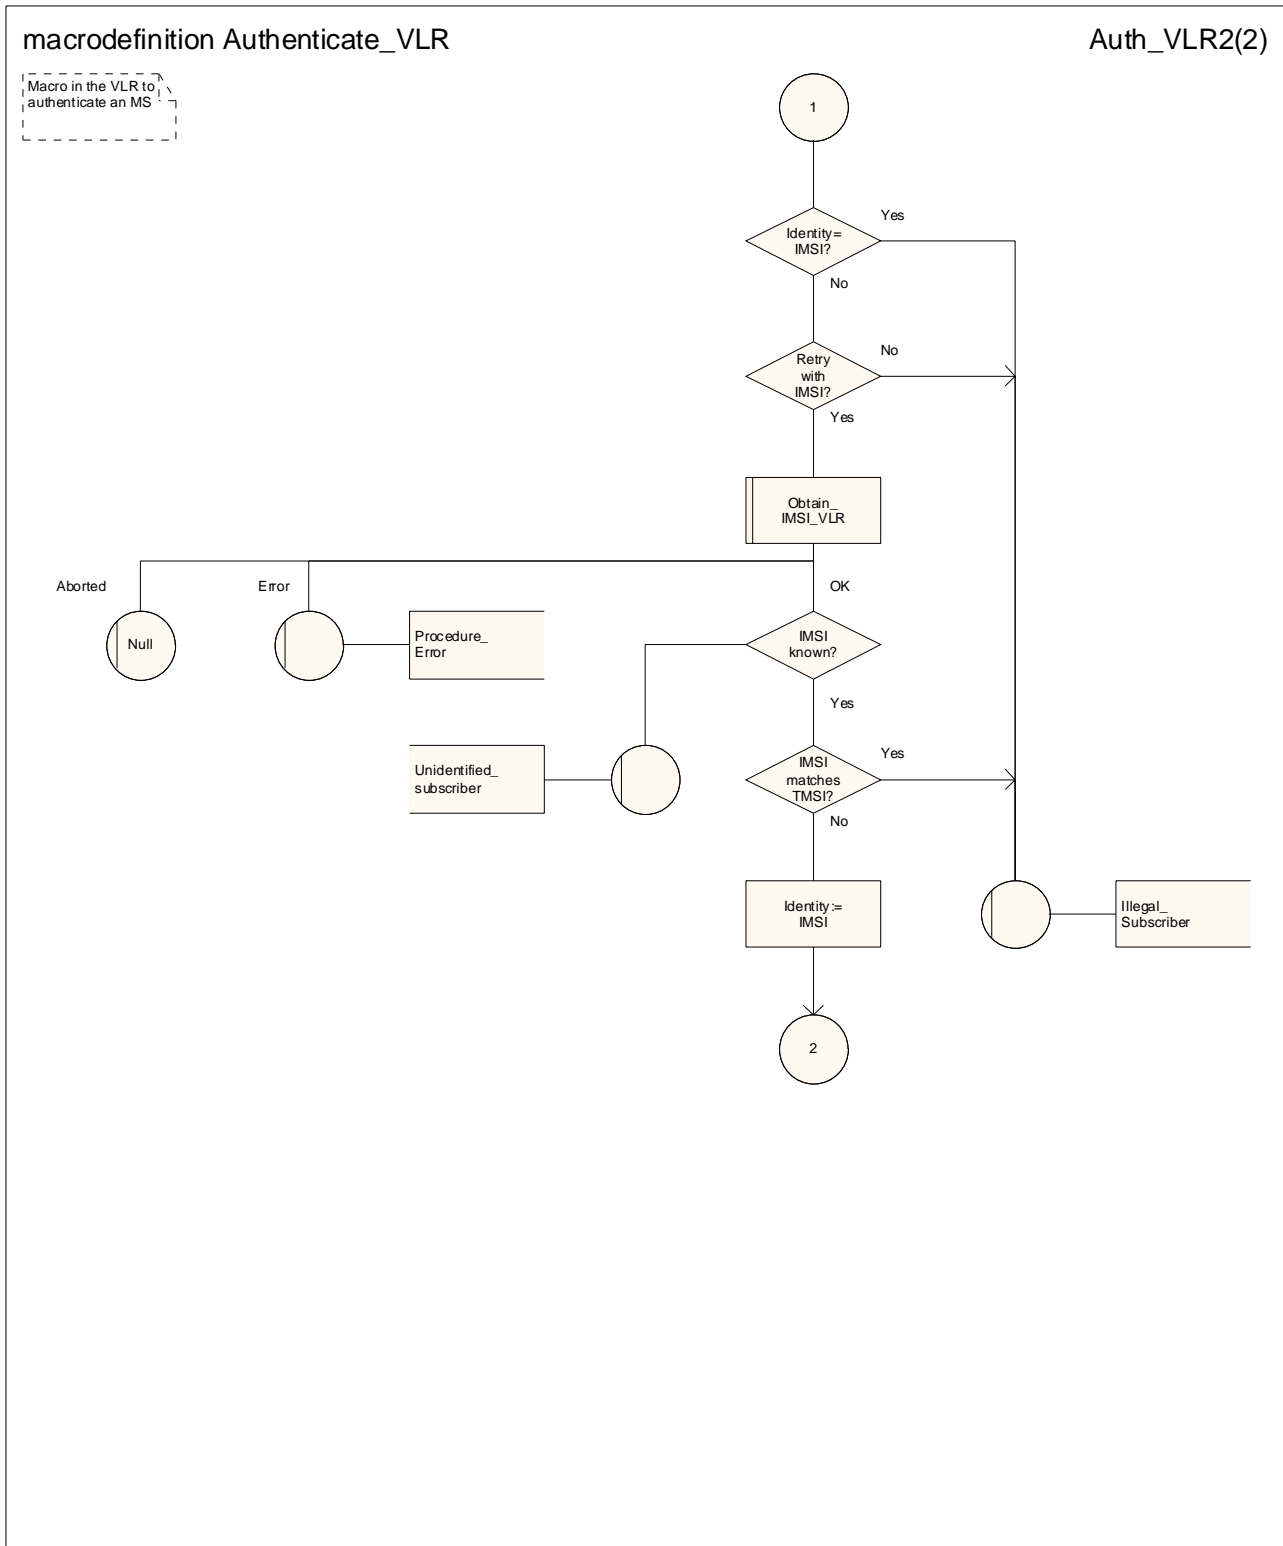 macrodefinition Authenticate_VLR
Auth_VLR2(2)
Macro in the VLR to
authenticate an MS
1
Yes
Identity=
IMSI?
No
No
Retry
with
IMSI?
Yes
Obtain_
IMSI_VLR
Aborted
Error
OK
Null
Procedure_
Error
IMSI
known?
Yes
Unidentified_
subscriber
Yes
IMSI
matches
TMSI?
No
Identity:=
IMSI
Illegal_
Subscriber
2